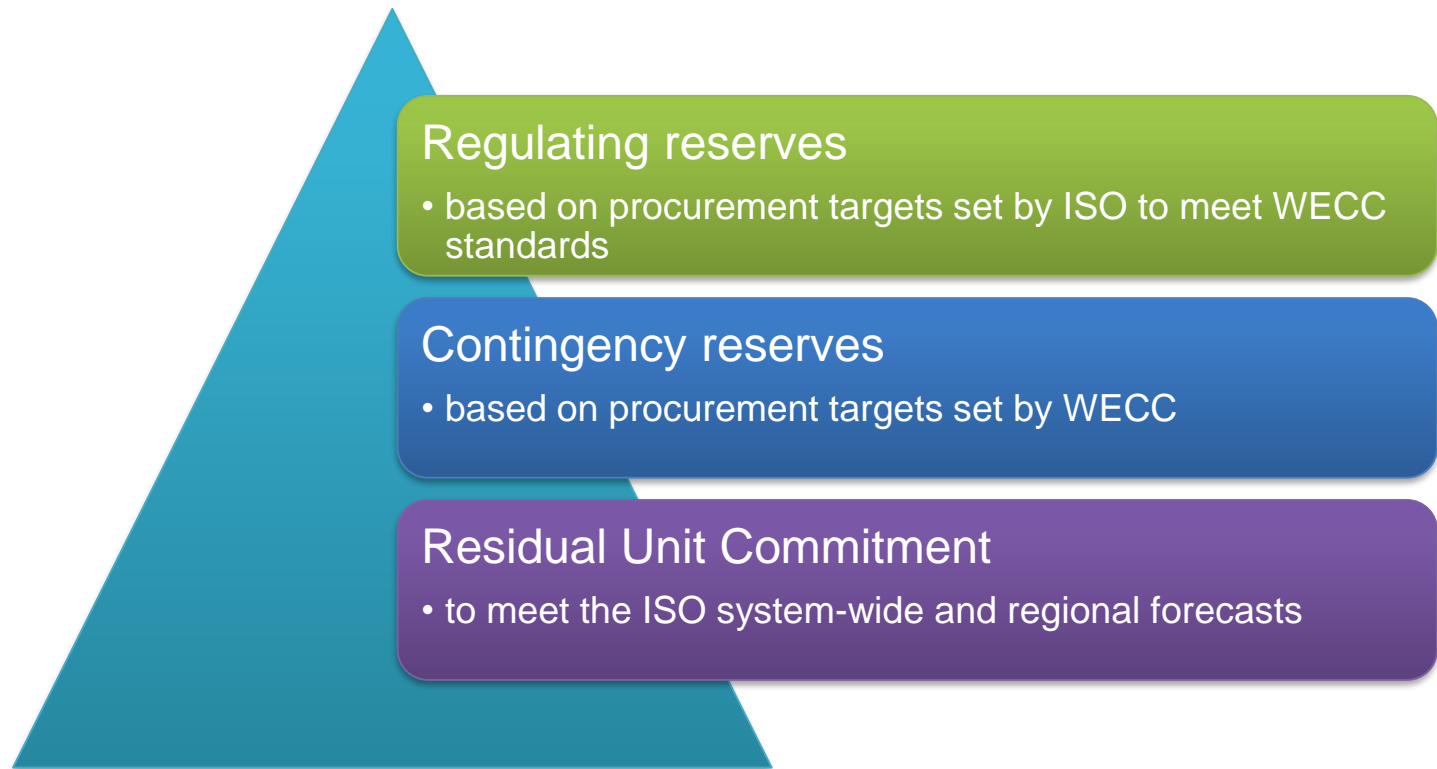 Regulating reserves
• based on procurement targets set by ISO to meet WECC
standards
Contingency reserves
• based on procurement targets set by WECC
Residual Unit Commitment
• to meet the ISO system-wide and regional forecasts